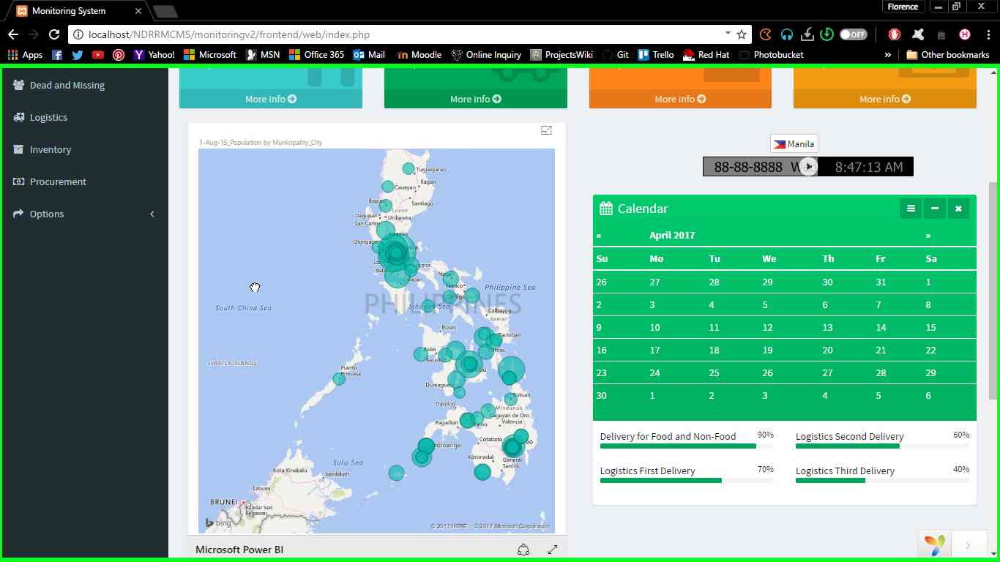 Monitoring System
Florence
localhost/NDRRMCMS/monitoringv2/frontend/web/index.php
OFF
Apps
Yahoo!
Microsoft
MSN
Office 365
Mail
Moodle
Online Inquiry
ProjectsWiki
Git
Trello
Red Hat
Photobucket
»
Other bookmarks
Dead and Missing
Logistics
Inventory
Procurement
Options
More info
More info
More info
More info
1-Aug-15_Population by Municipality_City
Tuguegarao
Ilagan
Cauayan
Santiago
Luzon
Dagupan
Urdaneta
San Carlos
Olongapo
Calapan
Naga
Philippine Sea
South China Sea
PHILIPPINES
Calbayog
Samar
Tacloban
Roxas
Iloilo
SPRATLY ISLANDS
Puerto
Princesa
Butuan
Dipolog
Mindanao
Cagayan de Oro
Valencia
Pagadian
Cotabato
Koronadal
General
Santos
Sulu Sea
Kota Kinabalu
Sandakan
Labuan
BRUNEI
Bandar Seri
Begawan
bing
© 2017 HERE © 2017 Microsoft Corporation
Microsoft Power BI
Manila
88-88-8888
8:47:13 AM
Calendar
« April 2017 »
Su Mo Tu We Th Fr Sa
26 27 28 29 30 31 1
2 3 4 5 6 7 8
9 10 11 12 13 14 15
16 17 18 19 20 21 22
23 24 25 26 27 28 29
30 1 2 3 4 5 6
Delivery for Food and Non-Food 90%
Logistics Second Delivery 60%
Logistics First Delivery 70%
Logistics Third Delivery 40%